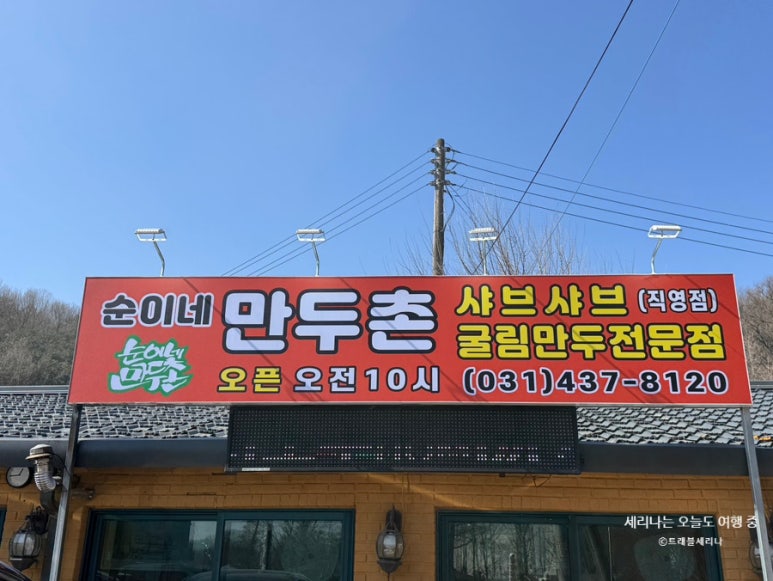 순이네 만두촌 샤브샤브 (직영점)
굴림만두전문점
순이네
만두촌
오픈 오전10시 (031)437-8120
세리나는 오늘도 여행 중
©트래블세리나